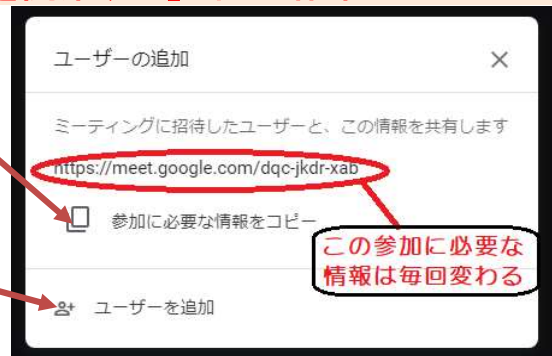 ユーザーの追加
ミーティングに招待したユーザーと、この情報を共有します
https://meet.google.com/dqc-jkdr-xab
参加に必要な情報をコピー
この参加に必要な
情報は毎回変わる
ユーザーを追加